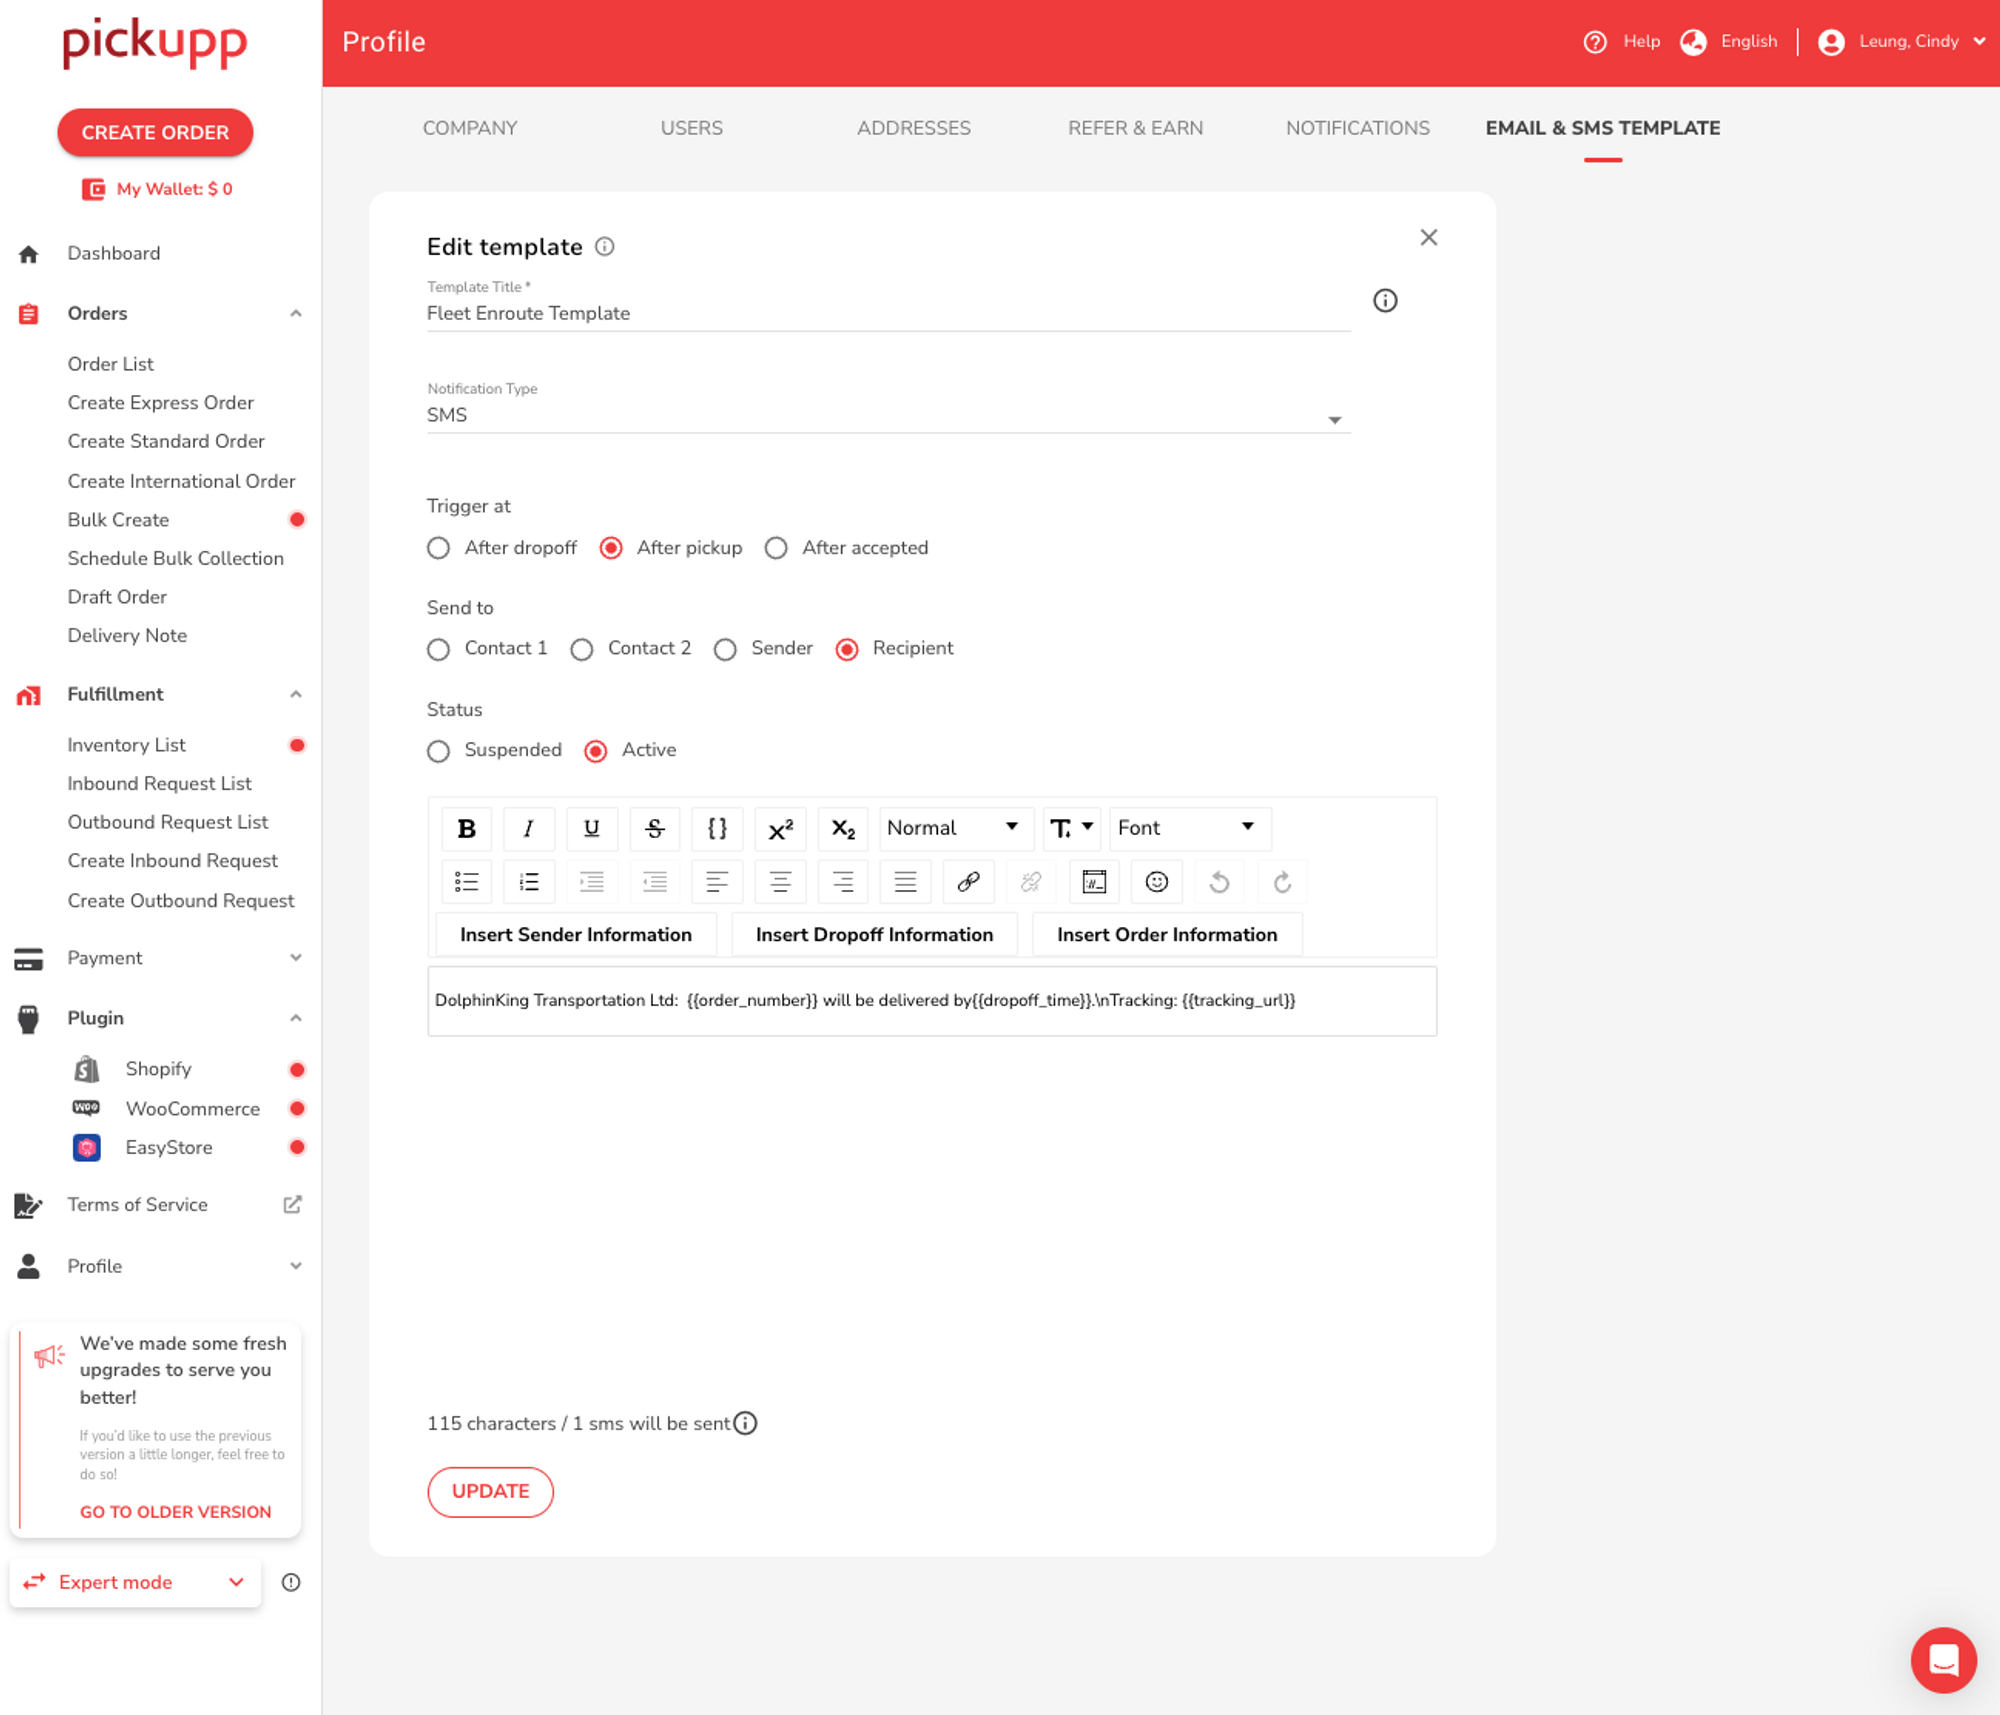 pickupp
Profile
Help
English
Leung, Cindy
CREATE ORDER
My Wallet: $ 0
Dashboard
Orders
Order List
Create Express Order
Create Standard Order
Create International Order
Bulk Create
Schedule Bulk Collection
Draft Order
Delivery Note
Fulfillment
Inventory List
Inbound Request List
Outbound Request List
Create Inbound Request
Create Outbound Request
Payment
Plugin
Shopify
WooCommerce
EasyStore
Terms of Service
Profile
We've made some fresh
upgrades to serve you
better!
If you'd like to use the previous
version a little longer, feel free to
do so!
GO TO OLDER VERSION
Expert mode
COMPANY
USERS
ADDRESSES
REFER & EARN
NOTIFICATIONS
EMAIL & SMS TEMPLATE
Edit template
Template Title *
Fleet Enroute Template
Notification Type
SMS
Trigger at
After dropoff
After pickup
After accepted
Send to
Contact 1
Contact 2
Sender
Recipient
Status
Suspended
Active
Normal
Font
Insert Sender Information
Insert Dropoff Information
Insert Order Information
DolphinKing Transportation Ltd:  {{order_number}} will be delivered by{{dropoff_time}}.\nTracking: {{tracking_url}}
115 characters / 1 sms will be sent
UPDATE